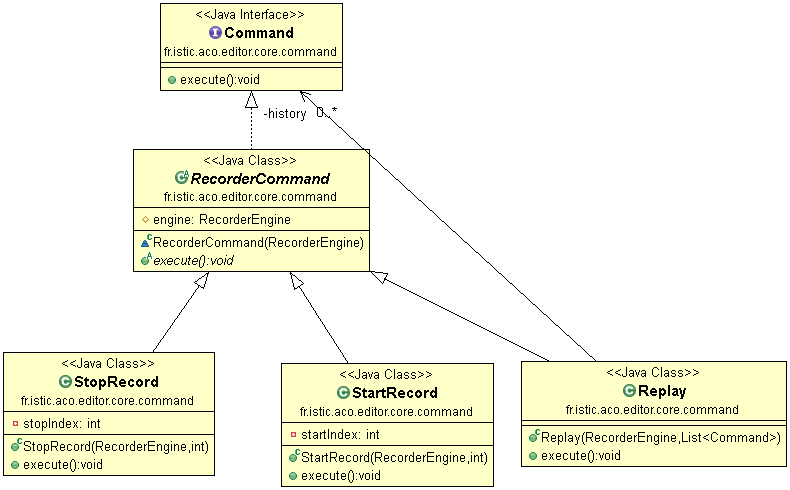 <<Java Interface>>
Command
fr.istic.aco.editor.core.command
execute():void
-history 0..*
<<Java Class>>
RecorderCommand
fr.istic.aco.editor.core.command
engine: RecorderEngine
RecorderCommand(RecorderEngine)
execute():void
<<Java Class>>
StopRecord
fr.istic.aco.editor.core.command
stopIndex: int
StopRecord(RecorderEngine,int)
execute():void
<<Java Class>>
StartRecord
fr.istic.aco.editor.core.command
startIndex: int
StartRecord(RecorderEngine,int)
execute():void
<<Java Class>>
Replay
fr.istic.aco.editor.core.command
Replay(RecorderEngine,List<Command>)
execute():void